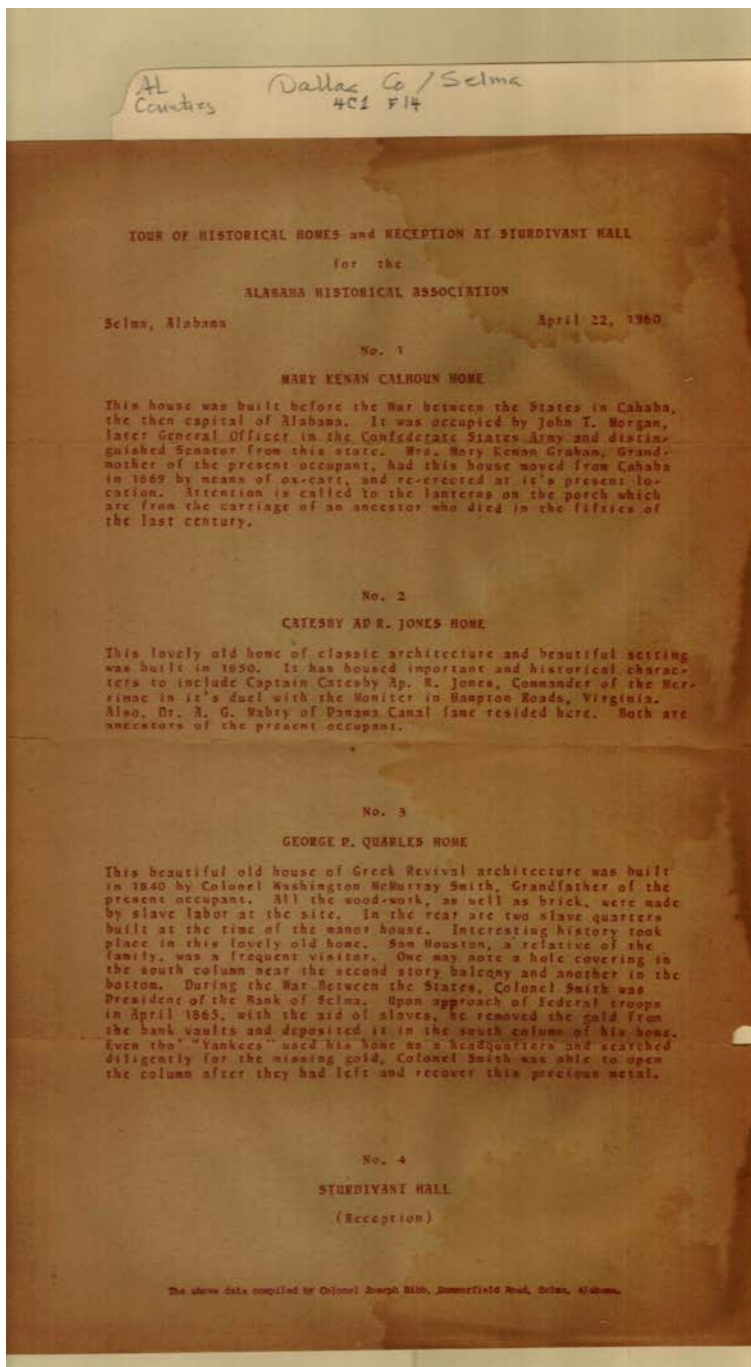 AL Dallas Co / Selma
Counties 4C1 F14
TOUR OF HISTORICAL HOMES and RECEPTION AT STURDIVANT HALL
for the
ALABAMA HISTORICAL ASSOCIATION
Selma, Alabama April 22, 1960
No. 1
MARY KENAN CALHOUN HOME
This house was built before the War between the States in Cahaba,
the then capital of Alabama. It was occupied by John T. Morgan,
later General Officer in the Confederate States Army and distin-
guished Senator from this state. Mrs. Mary Kenan Graham, Grand-
mother of the present occupant, had this house moved from Cahaba
in 1869 by means of ox-cart, and re-erected at it's present lo-
cation. Attention is called to the lanterns on the porch which
are from the carriage of an ancestor who died in the fifties of
the last century.
No. 2
CATESBY AP R. JONES HOME
This lovely old home of classic architecture and beautiful setting
was built in 1850. It has housed important and historical charac-
ters to include Captain Catesby Ap. R. Jones, Commander of the Mer-
rimac in it's duel with the Moniter in Hampton Roads, Virginia.
Also, Dr. A. G. Mabry of Panama Canal fame resided here. Both are
ancestors of the present occupant.
No. 3
GEORGE P. QUARLES HOME
This beautiful old house of Greek Revival architecture was built
in 1840 by Colonel Washington McMurray Smith, Grandfather of the
present occupant. All the wood-work, as well as brick, were made
by slave labor at the site. In the rear are two slave quarters
built at the time of the manor house. Interesting history took
place in this lovely old home. Sam Houston, a relative of the
family, was a frequent visitor. One may note a hole covering in
the south column near the second story balcony and another in the
bottom. During the War Between the States, Colonel Smith was
President of the Bank of Selma. Upon approach of Federal troops
in April 1865, with the aid of slaves, he removed the gold from
the bank vaults and deposited it in the south column of his home.
Even tho' "Yankees" used his home as a headquarters and searched
diligently for the missing gold, Colonel Smith was able to open
the column after they had left and recover this precious metal.
No. 4
STURDIVANT HALL
(Reception)
The above data compiled by Colonel Joseph Bibb, Summerfield Road, Selma, Alabama.